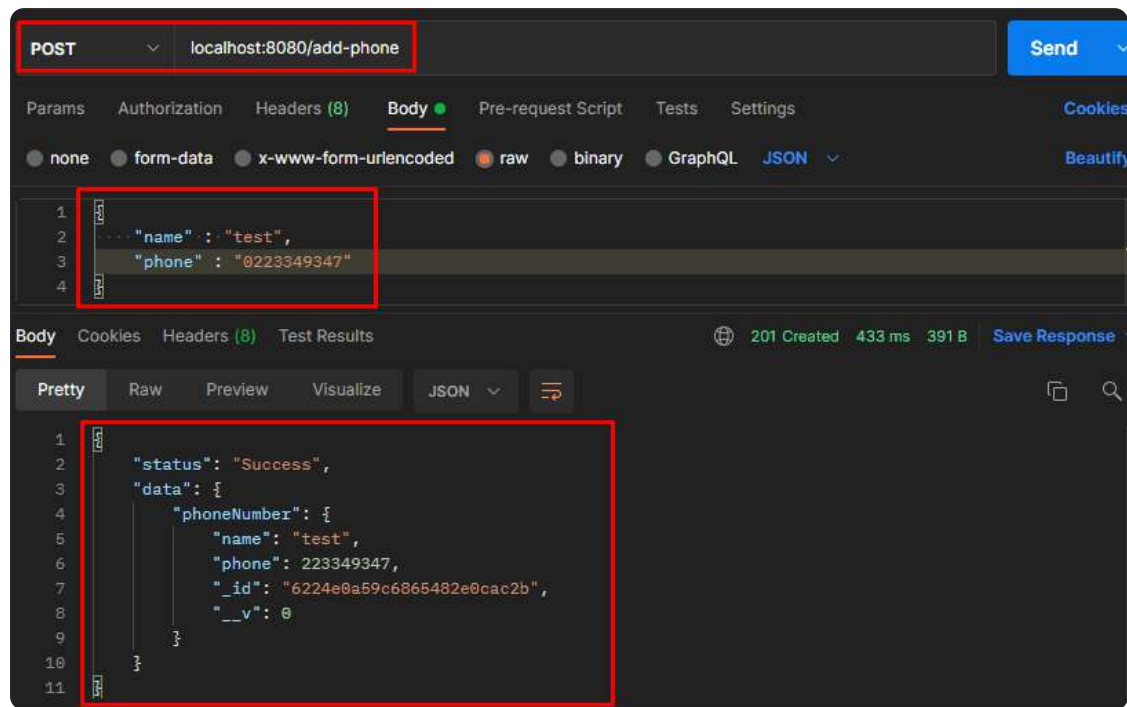 POST localhost:8080/add-phone Send
Params Authorization Headers (8) Body Pre-request Script Tests Settings Cookies
none form-data x-www-form-urlencoded raw binary GraphQL JSON Beautify
1 {
2 "name" : "test",
3 "phone" : "0223349347"
4 }
Body Cookies Headers (8) Test Results 201 Created 433 ms 391 B Save Response
Pretty Raw Preview Visualize JSON
1 {
2 "status": "Success",
3 "data": {
4 "phoneNumber": {
5 "name": "test",
6 "phone": 223349347,
7 "_id": "6224e0a59c6865482e0cac2b",
8 "__v": 0
9 }
10 }
11 }